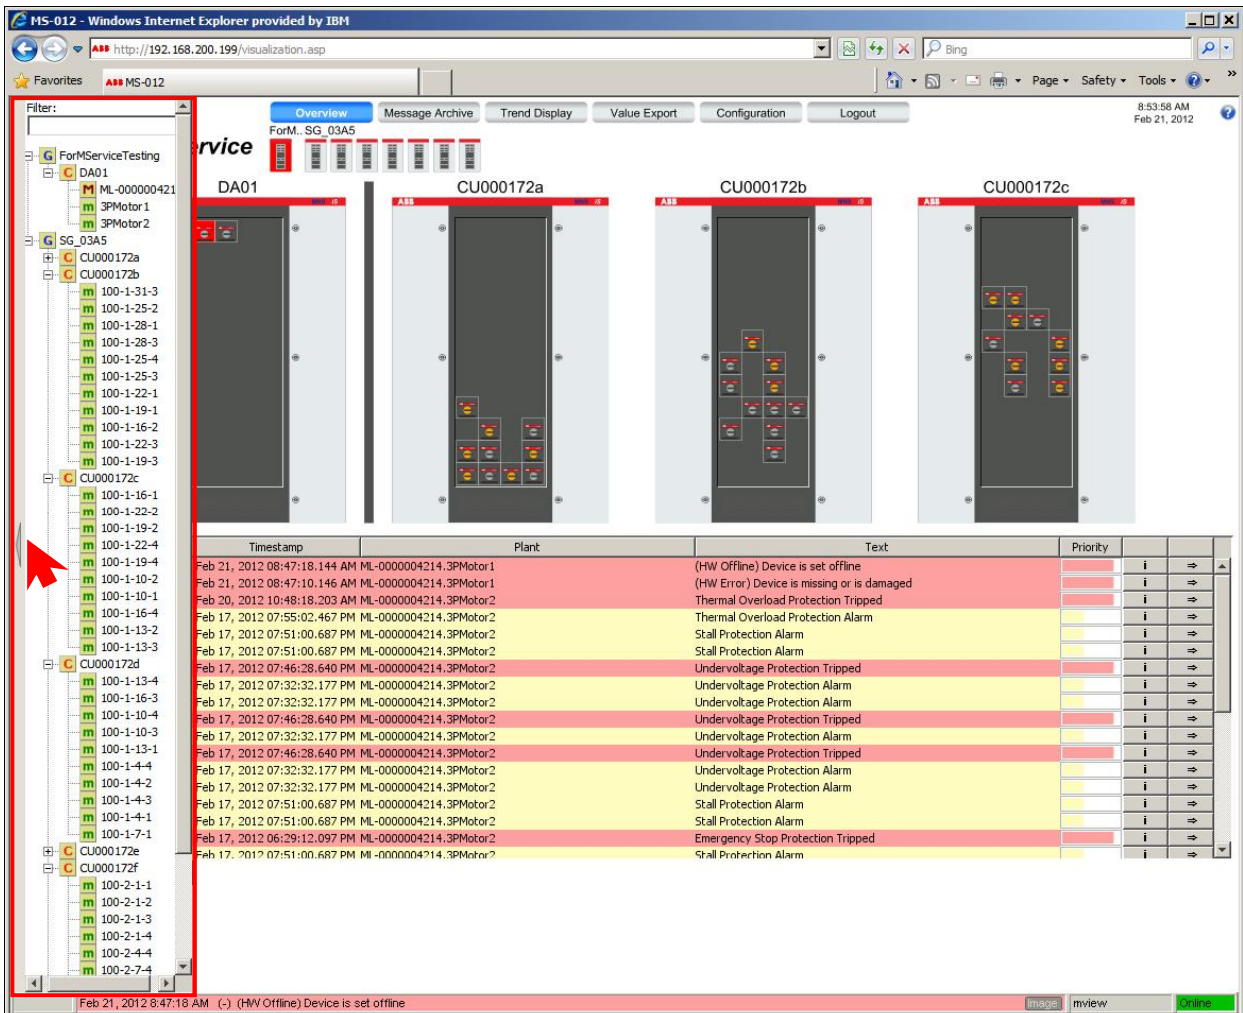 MS-012 - Windows Internet Explorer provided by IBM
ABB http://192.168.200.199/visualization.asp
Bing
Favorites
ABB MS-012
Page
Safety
Tools
Filter:
ForMServiceTesting
DA01
ML-000000421
3PMotor1
3PMotor2
SG_03A5
CU000172a
CU000172b
100-1-31-3
100-1-25-2
100-1-28-1
100-1-28-3
100-1-25-4
100-1-25-3
100-1-22-1
100-1-19-1
100-1-16-2
100-1-22-3
100-1-19-3
CU000172c
100-1-16-1
100-1-22-2
100-1-19-2
100-1-22-4
100-1-19-4
100-1-10-2
100-1-10-1
100-1-16-4
100-1-13-2
100-1-13-3
CU000172d
100-1-13-4
100-1-16-3
100-1-10-4
100-1-10-3
100-1-13-1
100-1-4-4
100-1-4-2
100-1-4-3
100-1-4-1
100-1-7-1
CU000172e
CU000172f
100-2-1-1
100-2-1-2
100-2-1-3
100-2-1-4
100-2-4-4
100-2-7-4
Overview Message Archive Trend Display Value Export Configuration Logout
8:53:58 AM
Feb 21, 2012
rvice
ForM.. SG_03A5
DA01 CU000172a CU000172b CU000172c
Timestamp Plant Text Priority
Feb 21, 2012 08:47:18.144 AM ML-0000004214.3PMotor1 (HW Offline) Device is set offline
Feb 21, 2012 08:47:10.146 AM ML-0000004214.3PMotor1 (HW Error) Device is missing or is damaged
Feb 20, 2012 10:48:18.203 AM ML-0000004214.3PMotor2 Thermal Overload Protection Tripped
Feb 17, 2012 07:55:02.467 PM ML-0000004214.3PMotor2 Thermal Overload Protection Alarm
Feb 17, 2012 07:51:00.687 PM ML-0000004214.3PMotor2 Stall Protection Alarm
Feb 17, 2012 07:51:00.687 PM ML-0000004214.3PMotor2 Stall Protection Alarm
Feb 17, 2012 07:46:28.640 PM ML-0000004214.3PMotor2 Undervoltage Protection Tripped
Feb 17, 2012 07:32:32.177 PM ML-0000004214.3PMotor2 Undervoltage Protection Alarm
Feb 17, 2012 07:32:32.177 PM ML-0000004214.3PMotor2 Undervoltage Protection Alarm
Feb 17, 2012 07:46:28.640 PM ML-0000004214.3PMotor2 Undervoltage Protection Tripped
Feb 17, 2012 07:32:32.177 PM ML-0000004214.3PMotor2 Undervoltage Protection Alarm
Feb 17, 2012 07:46:28.640 PM ML-0000004214.3PMotor2 Undervoltage Protection Tripped
Feb 17, 2012 07:32:32.177 PM ML-0000004214.3PMotor2 Undervoltage Protection Alarm
Feb 17, 2012 07:32:32.177 PM ML-0000004214.3PMotor2 Undervoltage Protection Alarm
Feb 17, 2012 07:51:00.687 PM ML-0000004214.3PMotor2 Stall Protection Alarm
Feb 17, 2012 07:51:00.687 PM ML-0000004214.3PMotor2 Stall Protection Alarm
Feb 17, 2012 06:29:12.097 PM ML-0000004214.3PMotor2 Emergency Stop Protection Tripped
Feb 17, 2012 07:51:00.687 PM ML-0000004214.3PMotor2 Stall Protection Alarm
Feb 21, 2012 8:47:18 AM (-) (HW Offline) Device is set offline Image mview Online